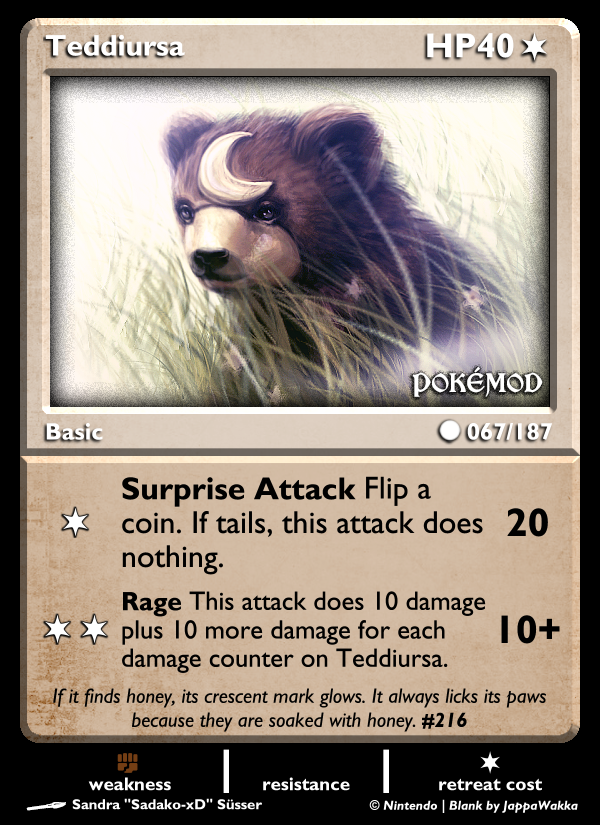 Teddiursa HP40
POKÉMOD
Basic 067/187
Surprise Attack Flip a
coin. If tails, this attack does 20
nothing.
Rage This attack does 10 damage
plus 10 more damage for each 10+
damage counter on Teddiursa.
If it finds honey, its crescent mark glows. It always licks its paws
because they are soaked with honey. #216
weakness resistance retreat cost
Sandra "Sadako-xD" Süsser © Nintendo | Blank by JappaWakka